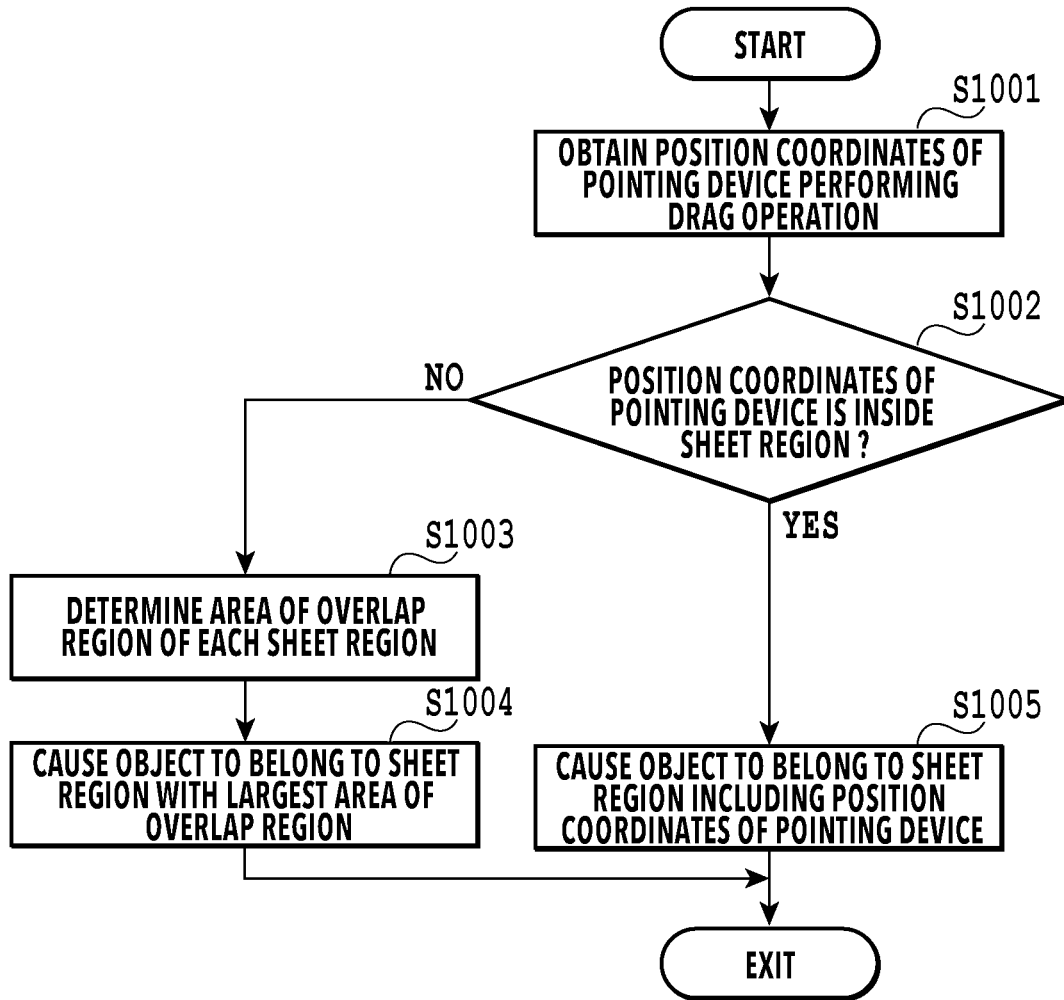 START
S1001
OBTAIN POSITION COORDINATES OF
POINTING DEVICE PERFORMING
DRAG OPERATION
S1002
POSITION COORDINATES OF
POINTING DEVICE IS INSIDE
SHEET REGION ?
NO
YES
S1003
DETERMINE AREA OF OVERLAP
REGION OF EACH SHEET REGION
S1004
CAUSE OBJECT TO BELONG TO SHEET
REGION WITH LARGEST AREA OF
OVERLAP REGION
S1005
CAUSE OBJECT TO BELONG TO SHEET
REGION INCLUDING POSITION
COORDINATES OF POINTING DEVICE
EXIT